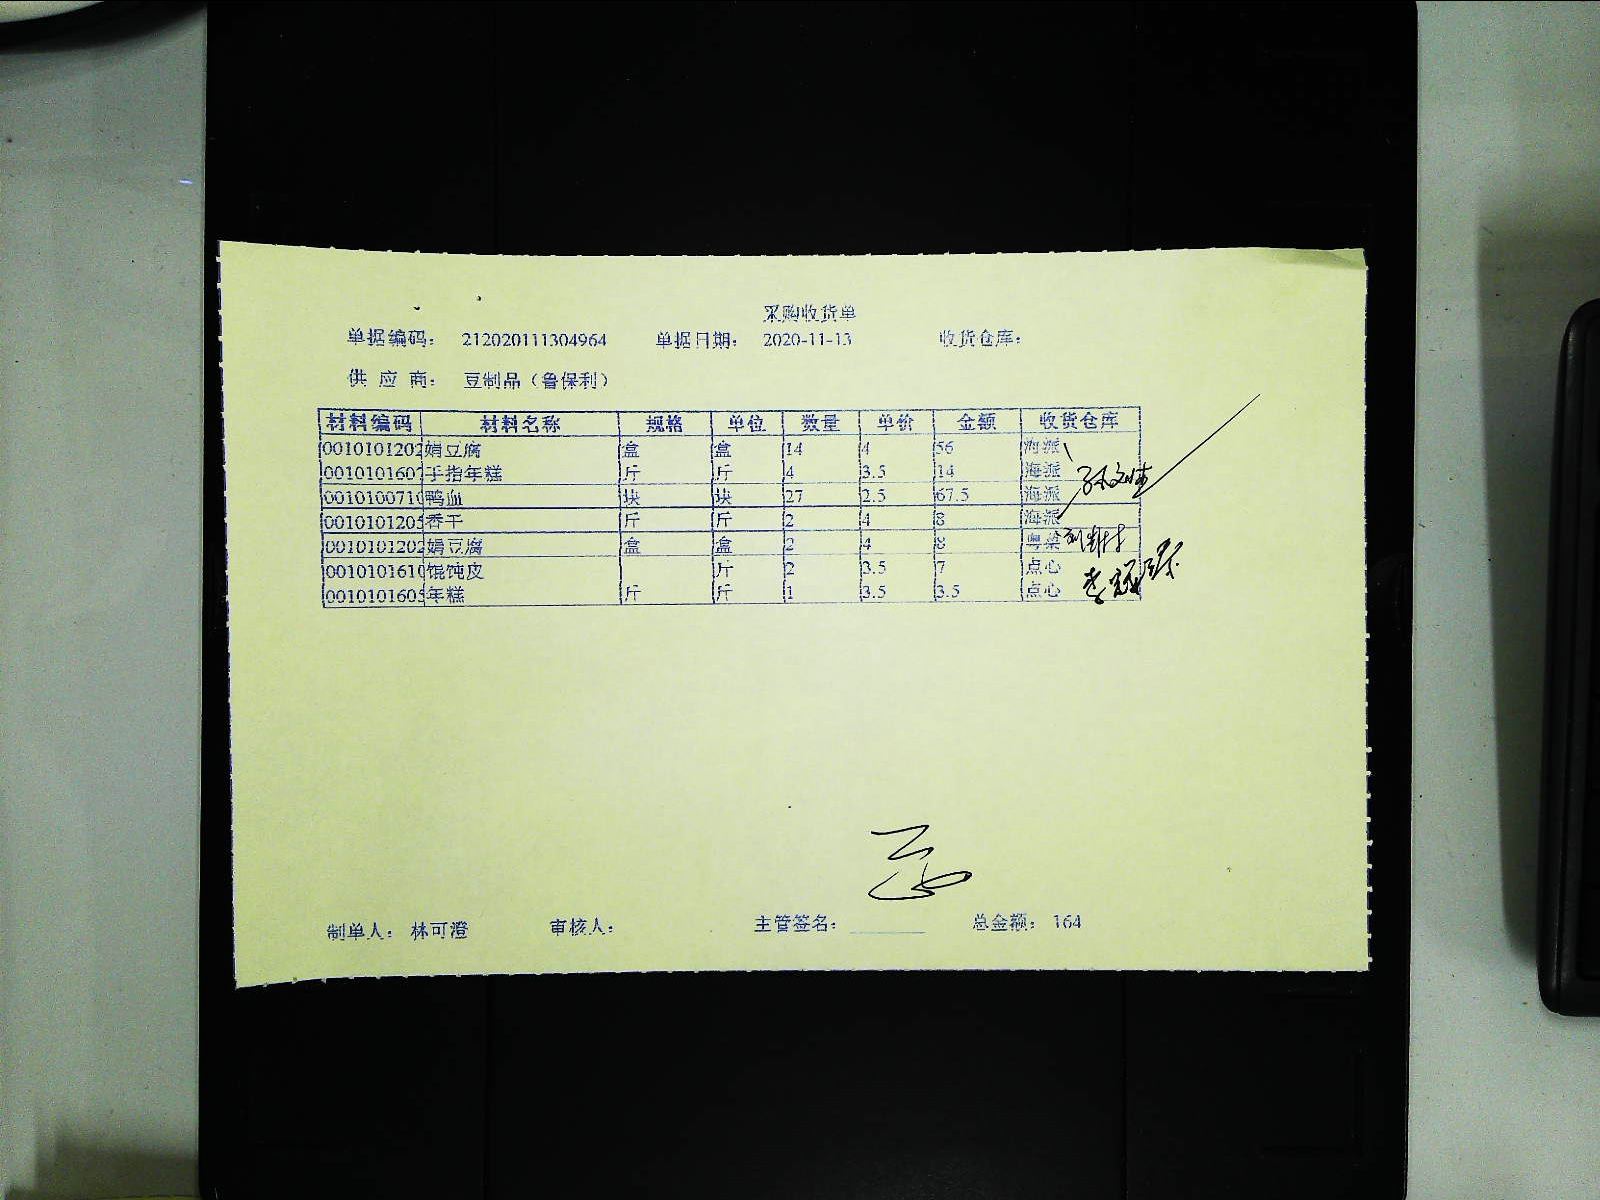 采购收货单
单据编码： 212020111304964 单据日期： 2020-11-13 收货仓库：
供 应 商： 豆制品（鲁保利）
材料编码 材料名称 规格 单位 数量 单价 金额 收货仓库
0010101202 娟豆腐 盒 盒 14 4 56 海派
0010101607 手指年糕 斤 斤 4 3.5 14 海派
0010100710 鸭血 块 块 27 2.5 67.5 海派
0010101205 香干 斤 斤 2 4 8 海派
0010101202 娟豆腐 盒 盒 2 4 8 粤菜
0010101610 馄饨皮 斤 2 3.5 7 点心
0010101605 年糕 斤 斤 1 3.5 3.5 点心
制单人： 林可澄 审核人： 主管签名： 总金额： 164